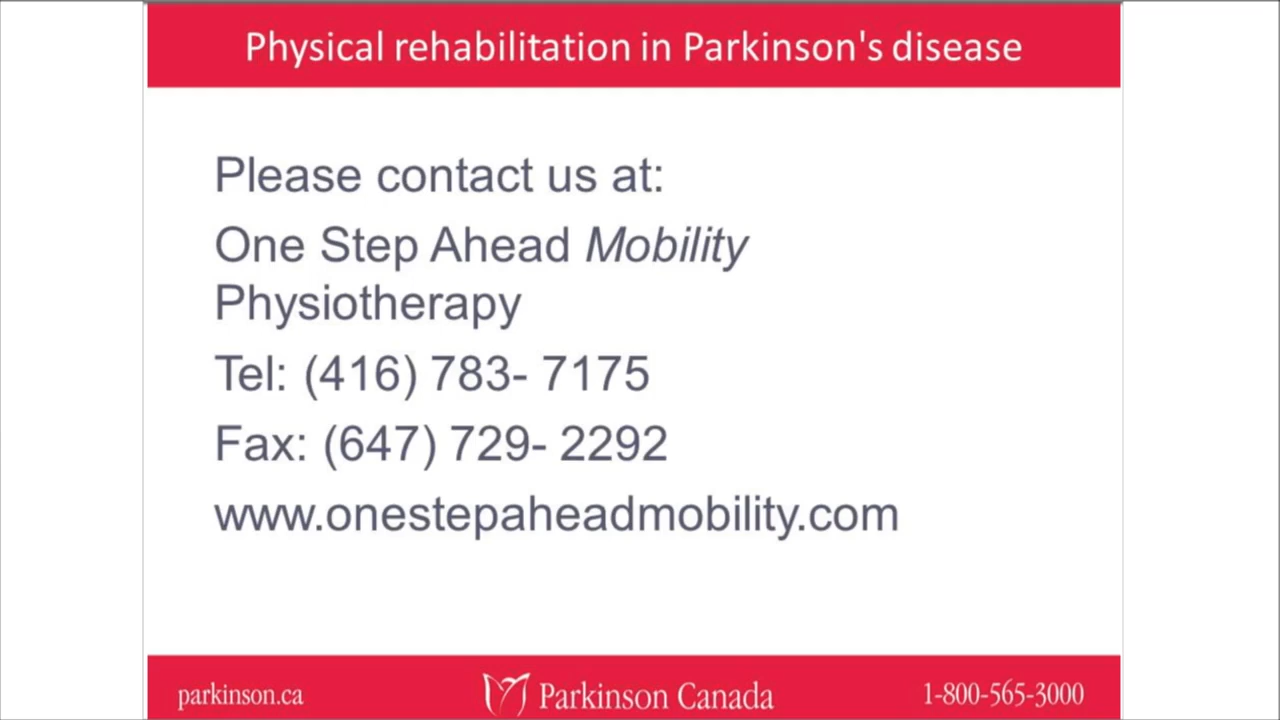 Physical rehabilitation in Parkinson's disease
Please contact us at:
One Step Ahead Mobility
Physiotherapy
Tel: (416) 783- 7175
Fax: (647) 729- 2292
www.onestepaheadmobility.com
parkinson.ca
Parkinson Canada
1-800-565-3000